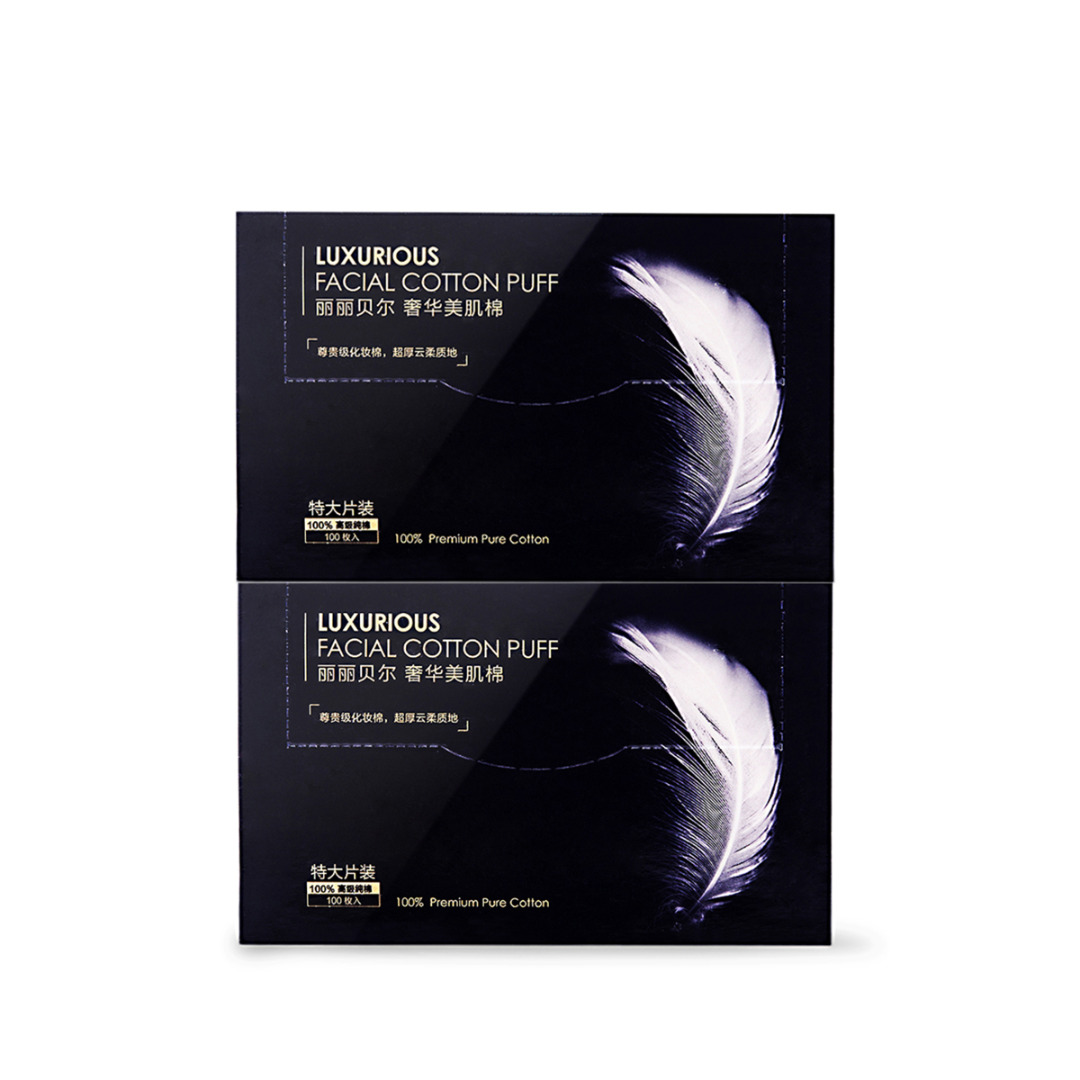 LUXURIOUS
FACIAL COTTON PUFF
丽丽贝尔 奢华美肌棉
尊贵级化妆棉，超厚云柔质地
特大片装
100% 高级纯棉
100 枚入
100% Premium Pure Cotton
LUXURIOUS
FACIAL COTTON PUFF
丽丽贝尔 奢华美肌棉
尊贵级化妆棉，超厚云柔质地
特大片装
100% 高级纯棉
100 枚入
100% Premium Pure Cotton